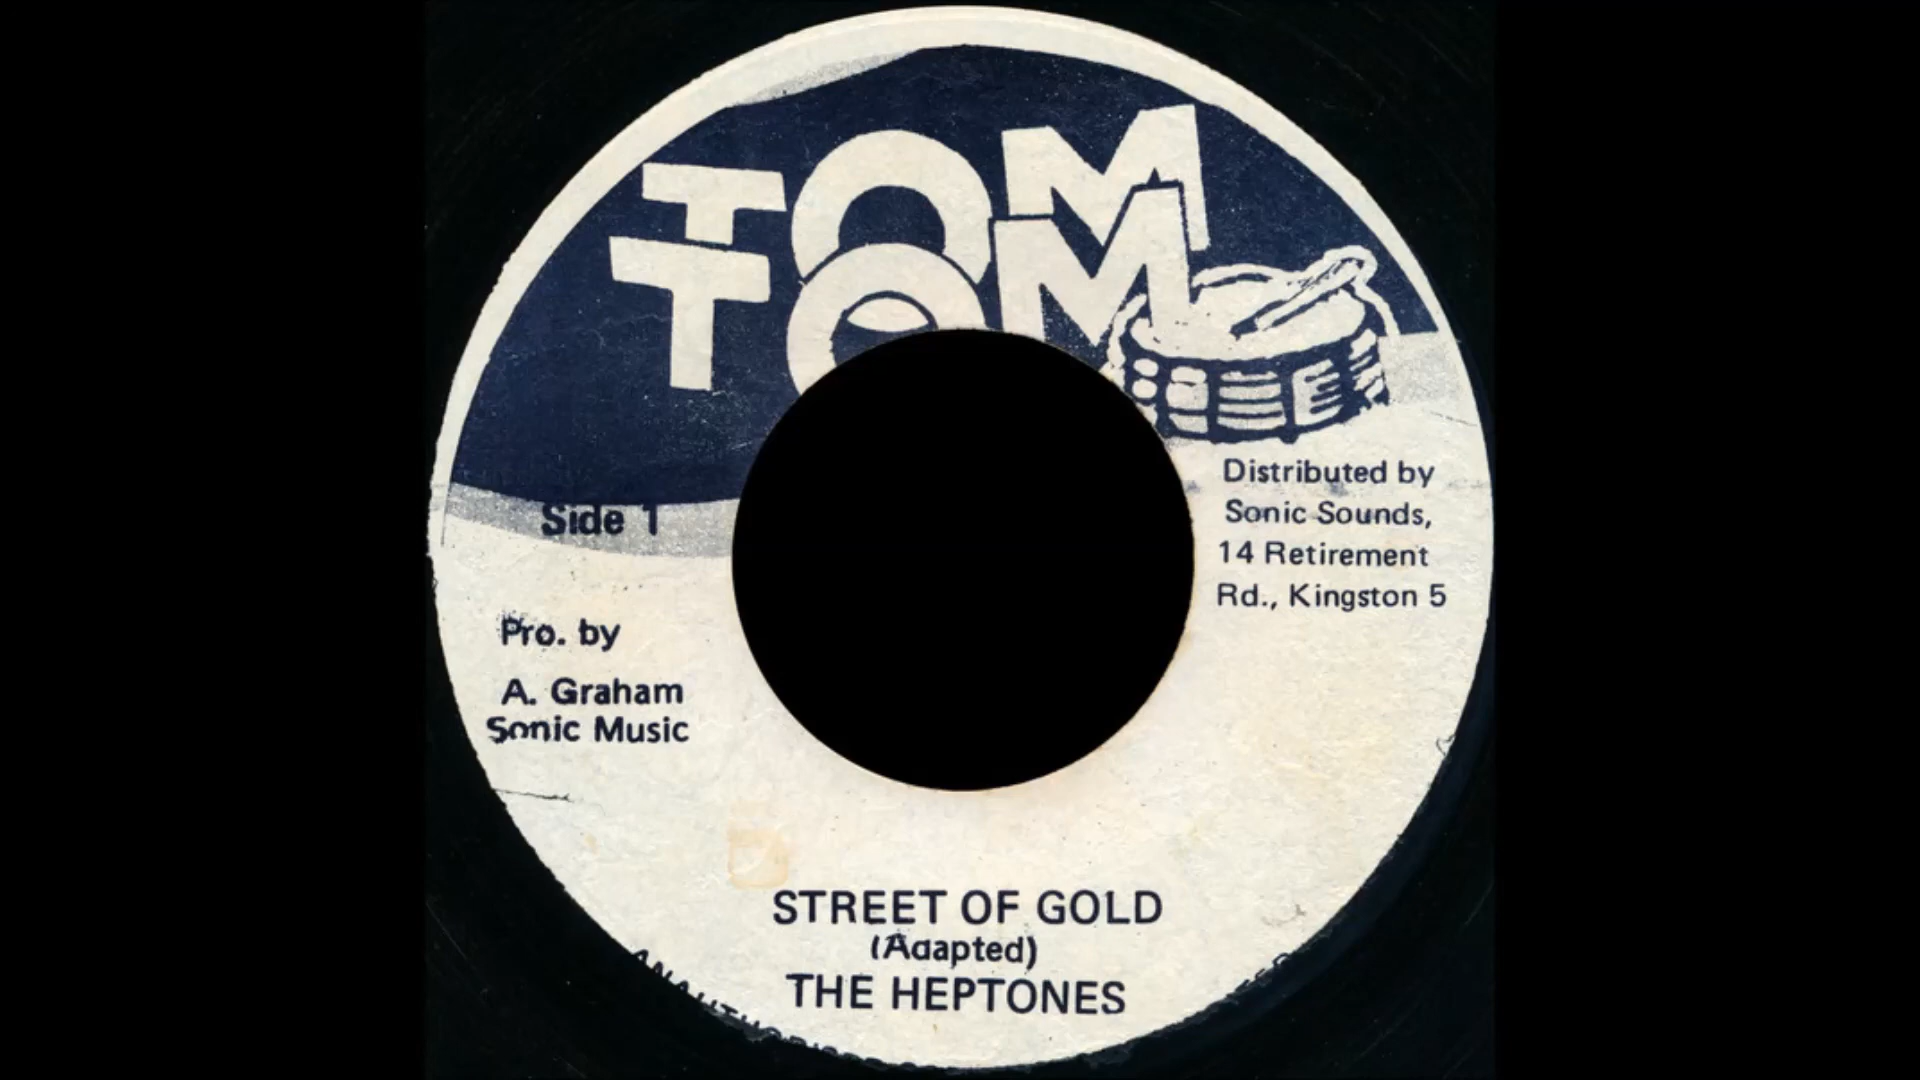 TOM
TOM
Side 1
Distributed by
Sonic Sounds,
14 Retirement
Rd., Kingston 5
Pro. by
A. Graham
Sonic Music
STREET OF GOLD
(Adapted)
THE HEPTONES